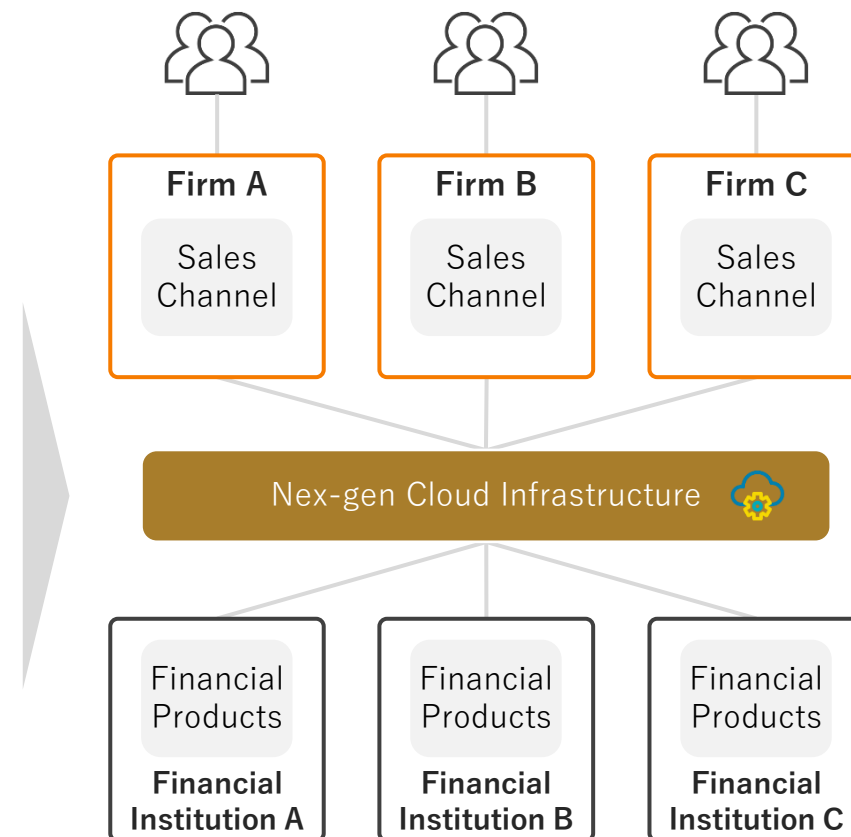 Firm A
Firm B
Firm C
Sales
Channel
Sales
Channel
Sales
Channel
Nex-gen Cloud Infrastructure
Financial
Products
Financial
Products
Financial
Products
Financial
Institution A
Financial
Institution B
Financial
Institution C